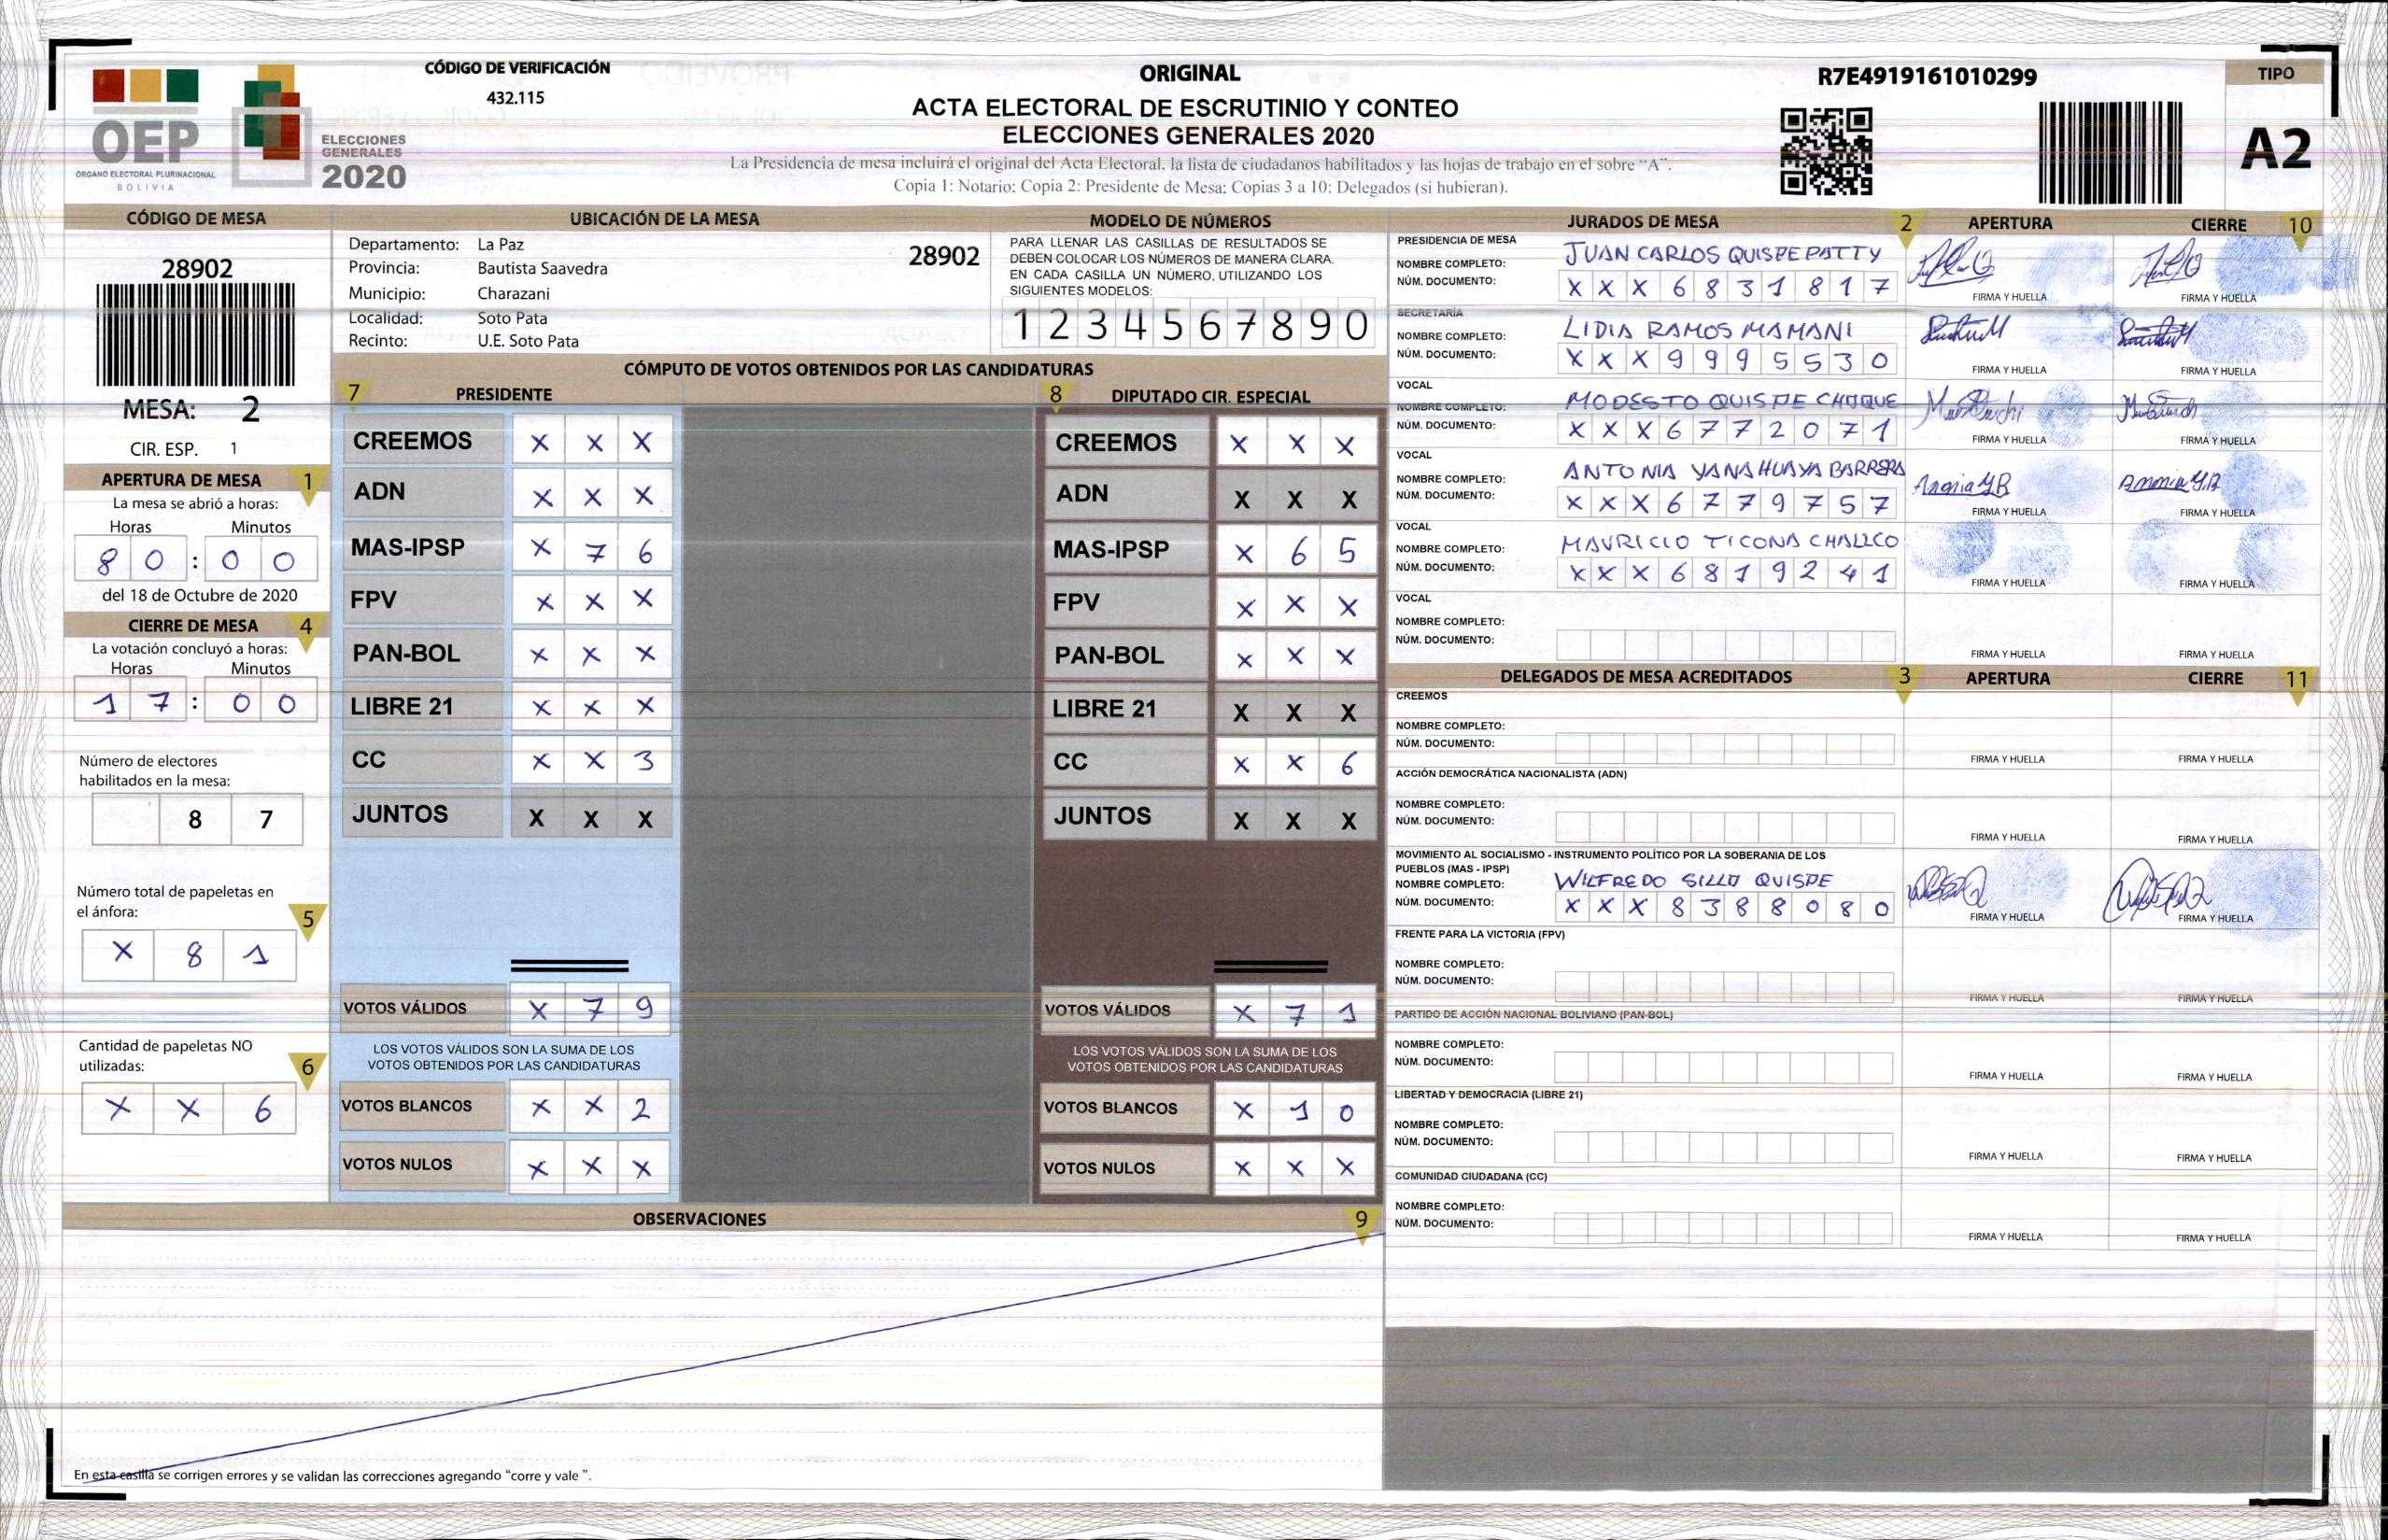 CÓDIGO DE VERIFICACIÓN
432.115
OEP
ÓRGANO ELECTORAL PLURINACIONAL
BOLIVIA
ELECCIONES
GENERALES
2020
ORIGINAL
ACTA ELECTORAL DE ESCRUTINIO Y CONTEO
ELECCIONES GENERALES 2020
La Presidencia de mesa incluirá el original del Acta Electoral, la lista de ciudadanos habilitados y las hojas de trabajo en el sobre "A".
Copia 1: Notario; Copia 2: Presidente de Mesa; Copias 3 a 10: Delegados (si hubieran).
R7E4919161010299
TIPO
A2
CÓDIGO DE MESA
28902
MESA: 2
CIR. ESP. 1
APERTURA DE MESA 1
La mesa se abrió a horas:
Horas Minutos
8 0 : 0 0
del 18 de Octubre de 2020
CIERRE DE MESA 4
La votación concluyó a horas:
Horas Minutos
1 7 : 0 0
Número de electores
habilitados en la mesa:
8 7
Número total de papeletas en
el ánfora: 5
X 8 1
Cantidad de papeletas NO
utilizadas: 6
X X 6
UBICACIÓN DE LA MESA
Departamento: La Paz 28902
Provincia: Bautista Saavedra
Municipio: Charazani
Localidad: Soto Pata
Recinto: U.E. Soto Pata
MODELO DE NÚMEROS
PARA LLENAR LAS CASILLAS DE RESULTADOS SE
DEBEN COLOCAR LOS NÚMEROS DE MANERA CLARA.
EN CADA CASILLA UN NÚMERO, UTILIZANDO LOS
SIGUIENTES MODELOS:
1 2 3 4 5 6 7 8 9 0
CÓMPUTO DE VOTOS OBTENIDOS POR LAS CANDIDATURAS
7 PRESIDENTE
CREEMOS X X X
ADN X X X
MAS-IPSP X 7 6
FPV X X X
PAN-BOL X X X
LIBRE 21 X X X
CC X X 3
JUNTOS X X X
VOTOS VÁLIDOS X 7 9
LOS VOTOS VÁLIDOS SON LA SUMA DE LOS
VOTOS OBTENIDOS POR LAS CANDIDATURAS
VOTOS BLANCOS X X 2
VOTOS NULOS X X X
8 DIPUTADO CIR. ESPECIAL
CREEMOS X X X
ADN X X X
MAS-IPSP X 6 5
FPV X X X
PAN-BOL X X X
LIBRE 21 X X X
CC X X 6
JUNTOS X X X
VOTOS VÁLIDOS X 7 1
LOS VOTOS VÁLIDOS SON LA SUMA DE LOS
VOTOS OBTENIDOS POR LAS CANDIDATURAS
VOTOS BLANCOS X 1 0
VOTOS NULOS X X X
OBSERVACIONES 9
En esta casilla se corrigen errores y se validan las correcciones agregando "corre y vale ".
JURADOS DE MESA 2 APERTURA CIERRE 10
PRESIDENCIA DE MESA
NOMBRE COMPLETO: JUAN CARLOS QUISPE PATTY
NÚM. DOCUMENTO: X X X 6 8 3 1 8 1 7
FIRMA Y HUELLA FIRMA Y HUELLA
SECRETARÍA
NOMBRE COMPLETO: LIDIA RAMOS MAMANI
NÚM. DOCUMENTO: X X X 9 9 9 5 5 3 0
FIRMA Y HUELLA FIRMA Y HUELLA
VOCAL
NOMBRE COMPLETO: MODESTO QUISPE CHOQUE
NÚM. DOCUMENTO: X X X 6 7 7 2 0 7 1
FIRMA Y HUELLA FIRMA Y HUELLA
VOCAL
NOMBRE COMPLETO: ANTONIA YANAHUAYA BARRERA
NÚM. DOCUMENTO: X X X 6 7 7 9 7 5 7
FIRMA Y HUELLA FIRMA Y HUELLA
VOCAL
NOMBRE COMPLETO: MAURICIO TICONA CHALLCO
NÚM. DOCUMENTO: X X X 6 8 1 9 2 4 1
FIRMA Y HUELLA FIRMA Y HUELLA
VOCAL
NOMBRE COMPLETO:
NÚM. DOCUMENTO:
FIRMA Y HUELLA FIRMA Y HUELLA
DELEGADOS DE MESA ACREDITADOS 3 APERTURA CIERRE 11
CREEMOS
NOMBRE COMPLETO:
NÚM. DOCUMENTO:
FIRMA Y HUELLA FIRMA Y HUELLA
ACCIÓN DEMOCRÁTICA NACIONALISTA (ADN)
NOMBRE COMPLETO:
NÚM. DOCUMENTO:
FIRMA Y HUELLA FIRMA Y HUELLA
MOVIMIENTO AL SOCIALISMO - INSTRUMENTO POLÍTICO POR LA SOBERANIA DE LOS
PUEBLOS (MAS - IPSP)
NOMBRE COMPLETO: WILFREDO SILLO QUISPE
NÚM. DOCUMENTO: X X X 8 3 8 8 0 8 0
FIRMA Y HUELLA FIRMA Y HUELLA
FRENTE PARA LA VICTORIA (FPV)
NOMBRE COMPLETO:
NÚM. DOCUMENTO:
FIRMA Y HUELLA FIRMA Y HUELLA
PARTIDO DE ACCIÓN NACIONAL BOLIVIANO (PAN-BOL)
NOMBRE COMPLETO:
NÚM. DOCUMENTO:
FIRMA Y HUELLA FIRMA Y HUELLA
LIBERTAD Y DEMOCRACIA (LIBRE 21)
NOMBRE COMPLETO:
NÚM. DOCUMENTO:
FIRMA Y HUELLA FIRMA Y HUELLA
COMUNIDAD CIUDADANA (CC)
NOMBRE COMPLETO:
NÚM. DOCUMENTO:
FIRMA Y HUELLA FIRMA Y HUELLA